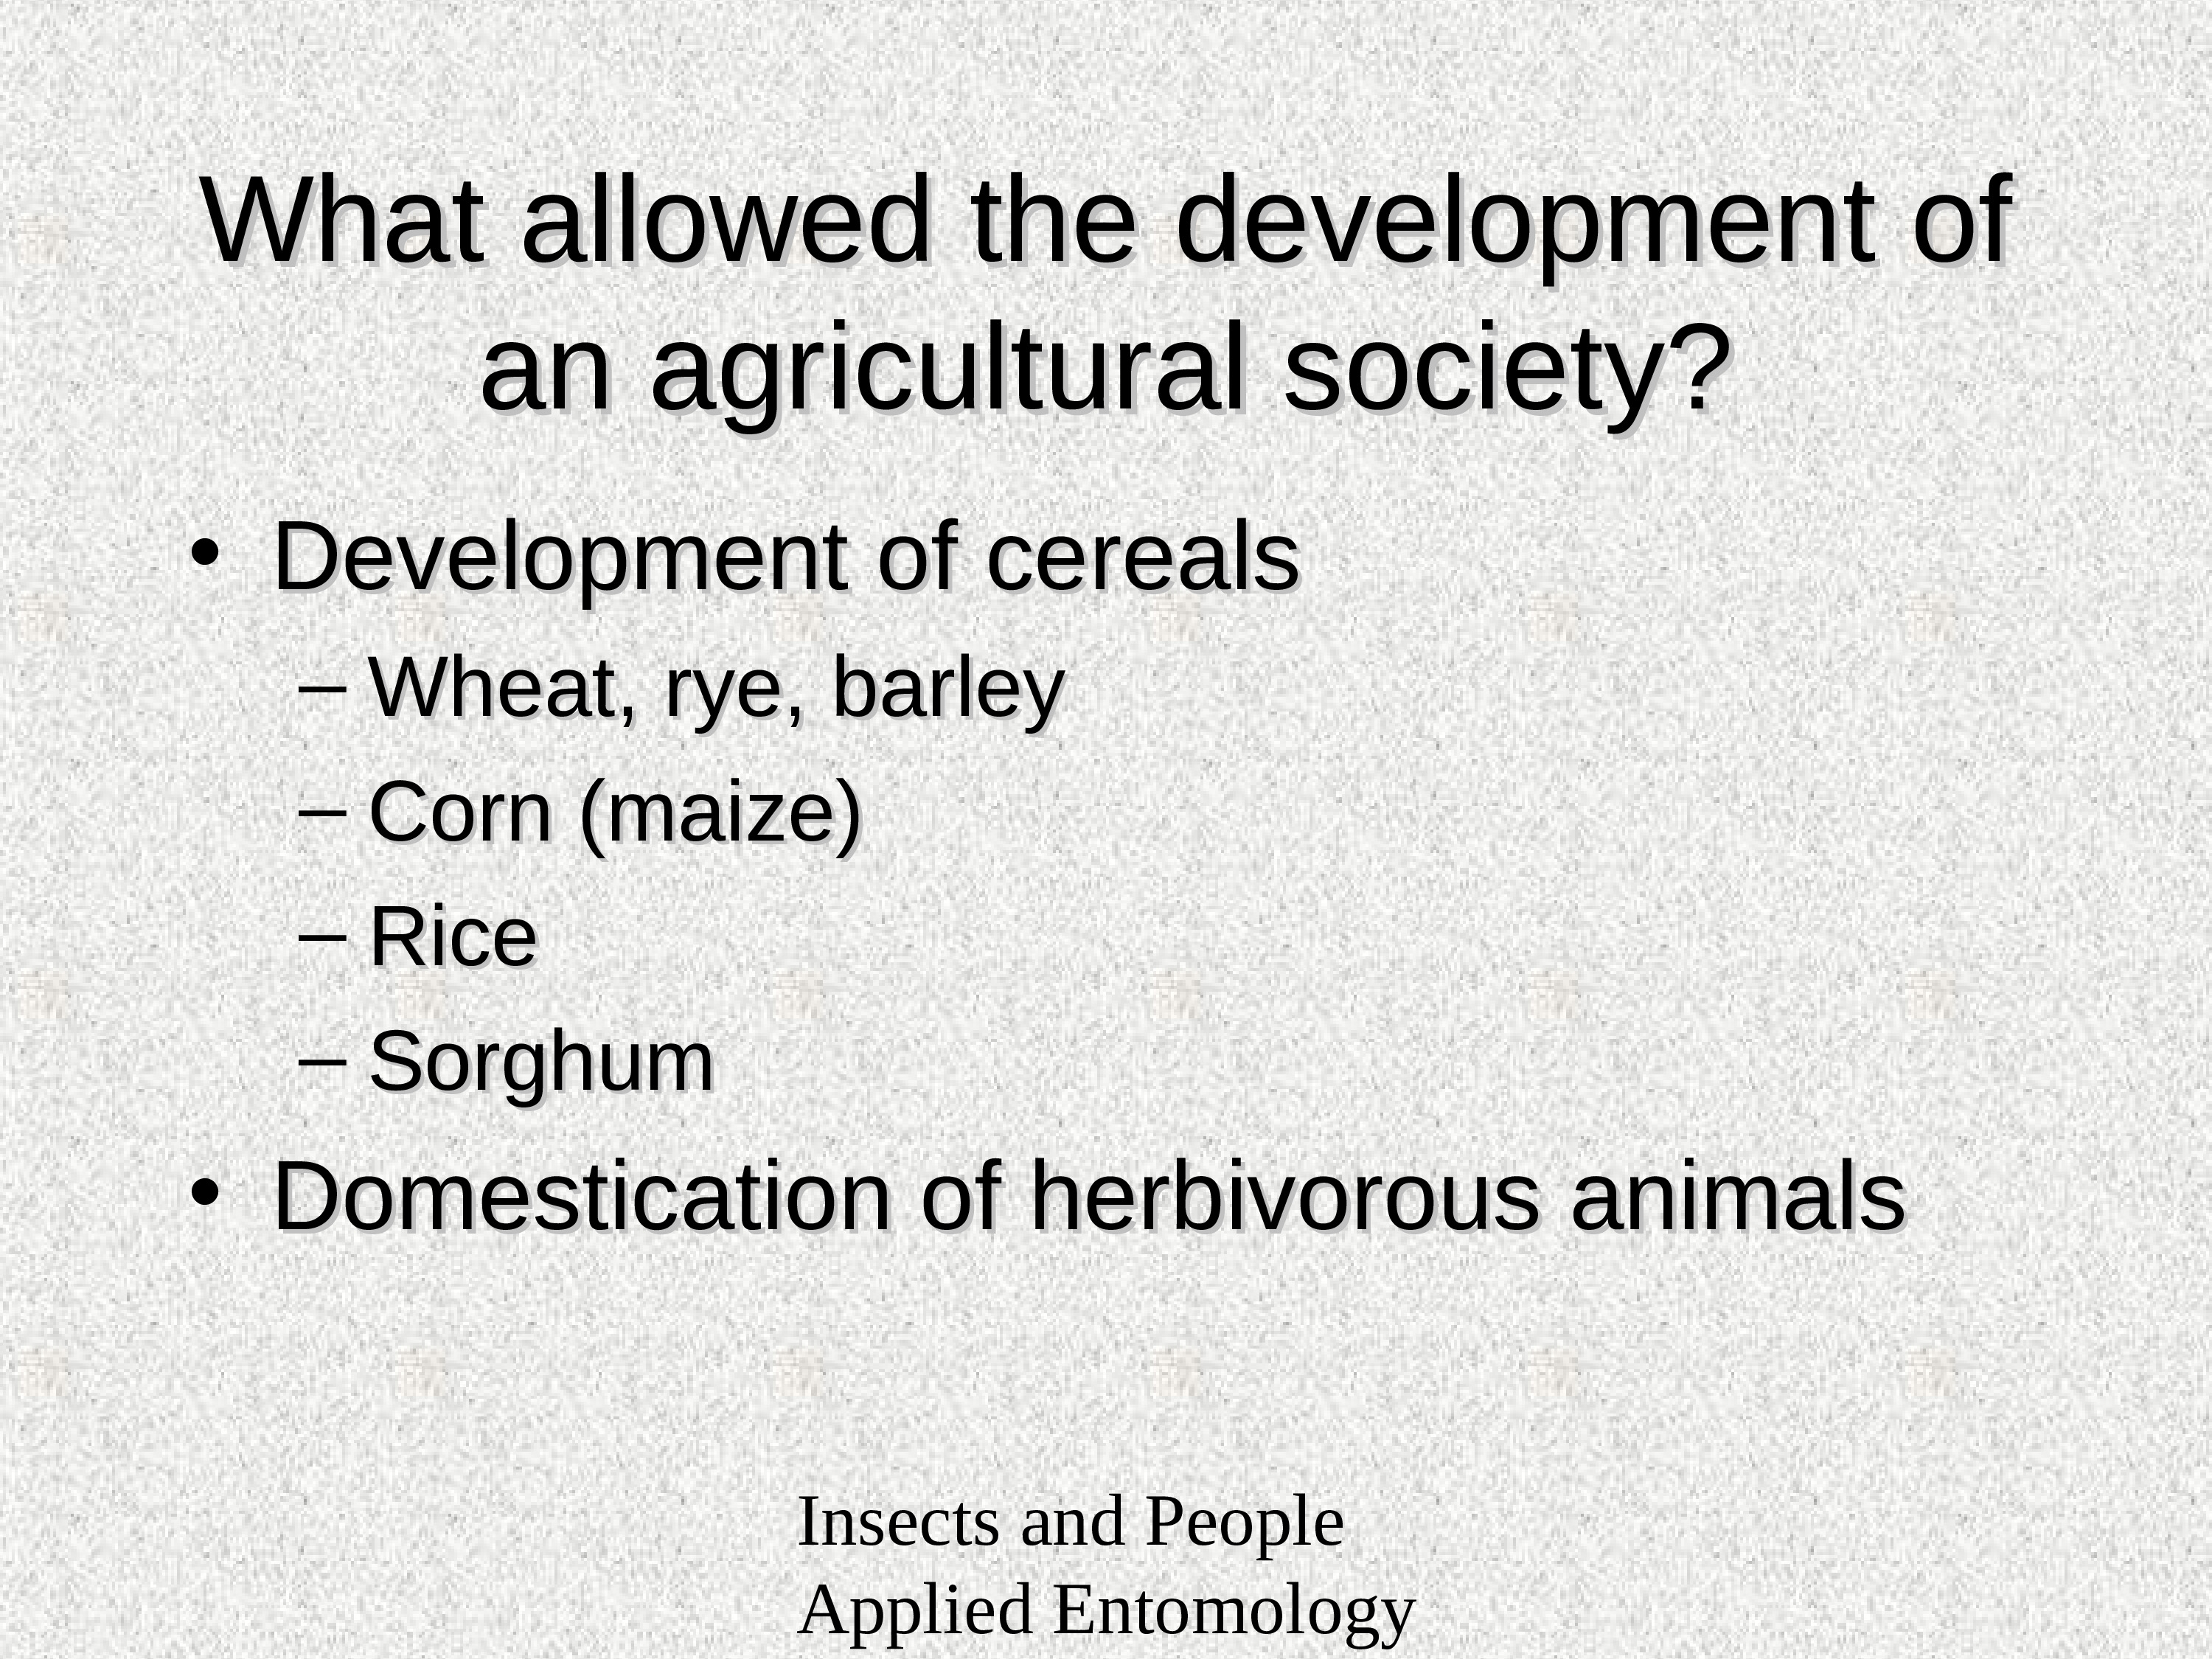 What allowed the development of
an agricultural society?
• Development of cereals
– Wheat, rye, barley
– Corn (maize)
– Rice
– Sorghum
• Domestication of herbivorous animals
Insects and People
Applied Entomology